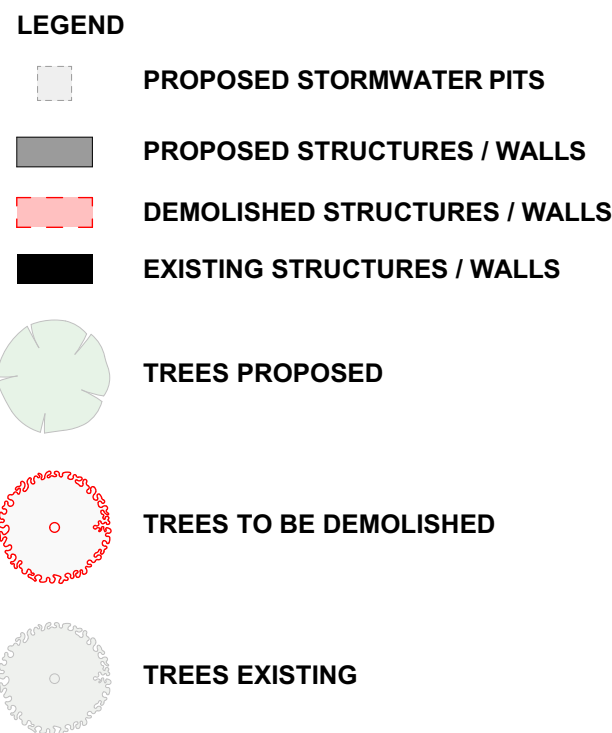 LEGEND
PROPOSED STORMWATER PITS
PROPOSED STRUCTURES / WALLS
DEMOLISHED STRUCTURES / WALLS
EXISTING STRUCTURES / WALLS
TREES PROPOSED
TREES TO BE DEMOLISHED
TREES EXISTING